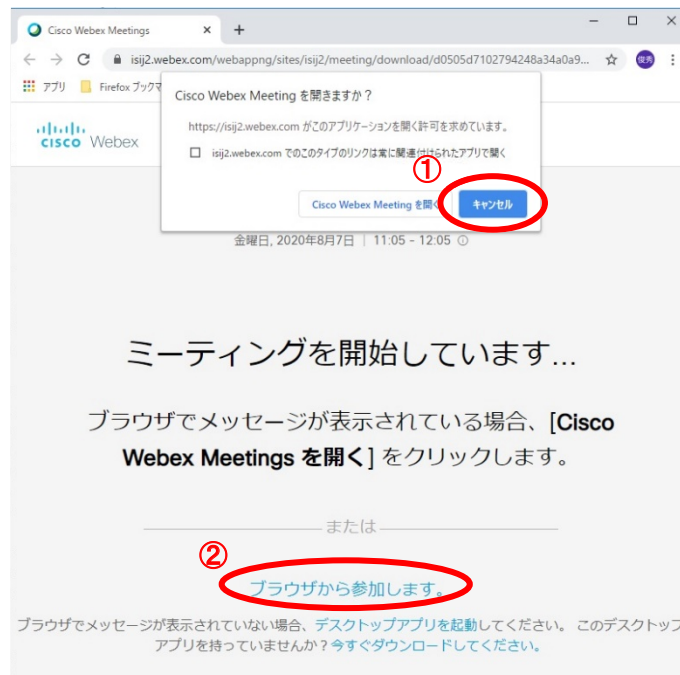 Cisco Webex Meetings
isij2.webex.com/webappng/sites/isij2/meeting/download/d0505d7102794248a34a0a9...
俊秀
アプリ Firefox ブックマ
Cisco Webex Meeting を開きますか？
https://isij2.webex.com がこのアプリケーションを開く許可を求めています。
isij2.webex.com でのこのタイプのリンクは常に関連付けられたアプリで開く
①
Cisco Webex Meeting を開く キャンセル
cisco Webex
金曜日, 2020年8月7日 | 11:05 - 12:05
ミーティングを開始しています...
ブラウザでメッセージが表示されている場合、[Cisco
Webex Meetings を開く] をクリックします。
または
②
ブラウザから参加します。
ブラウザでメッセージが表示されていない場合、デスクトップアプリを起動してください。 このデスクトップ
アプリを持っていませんか？今すぐダウンロードしてください。